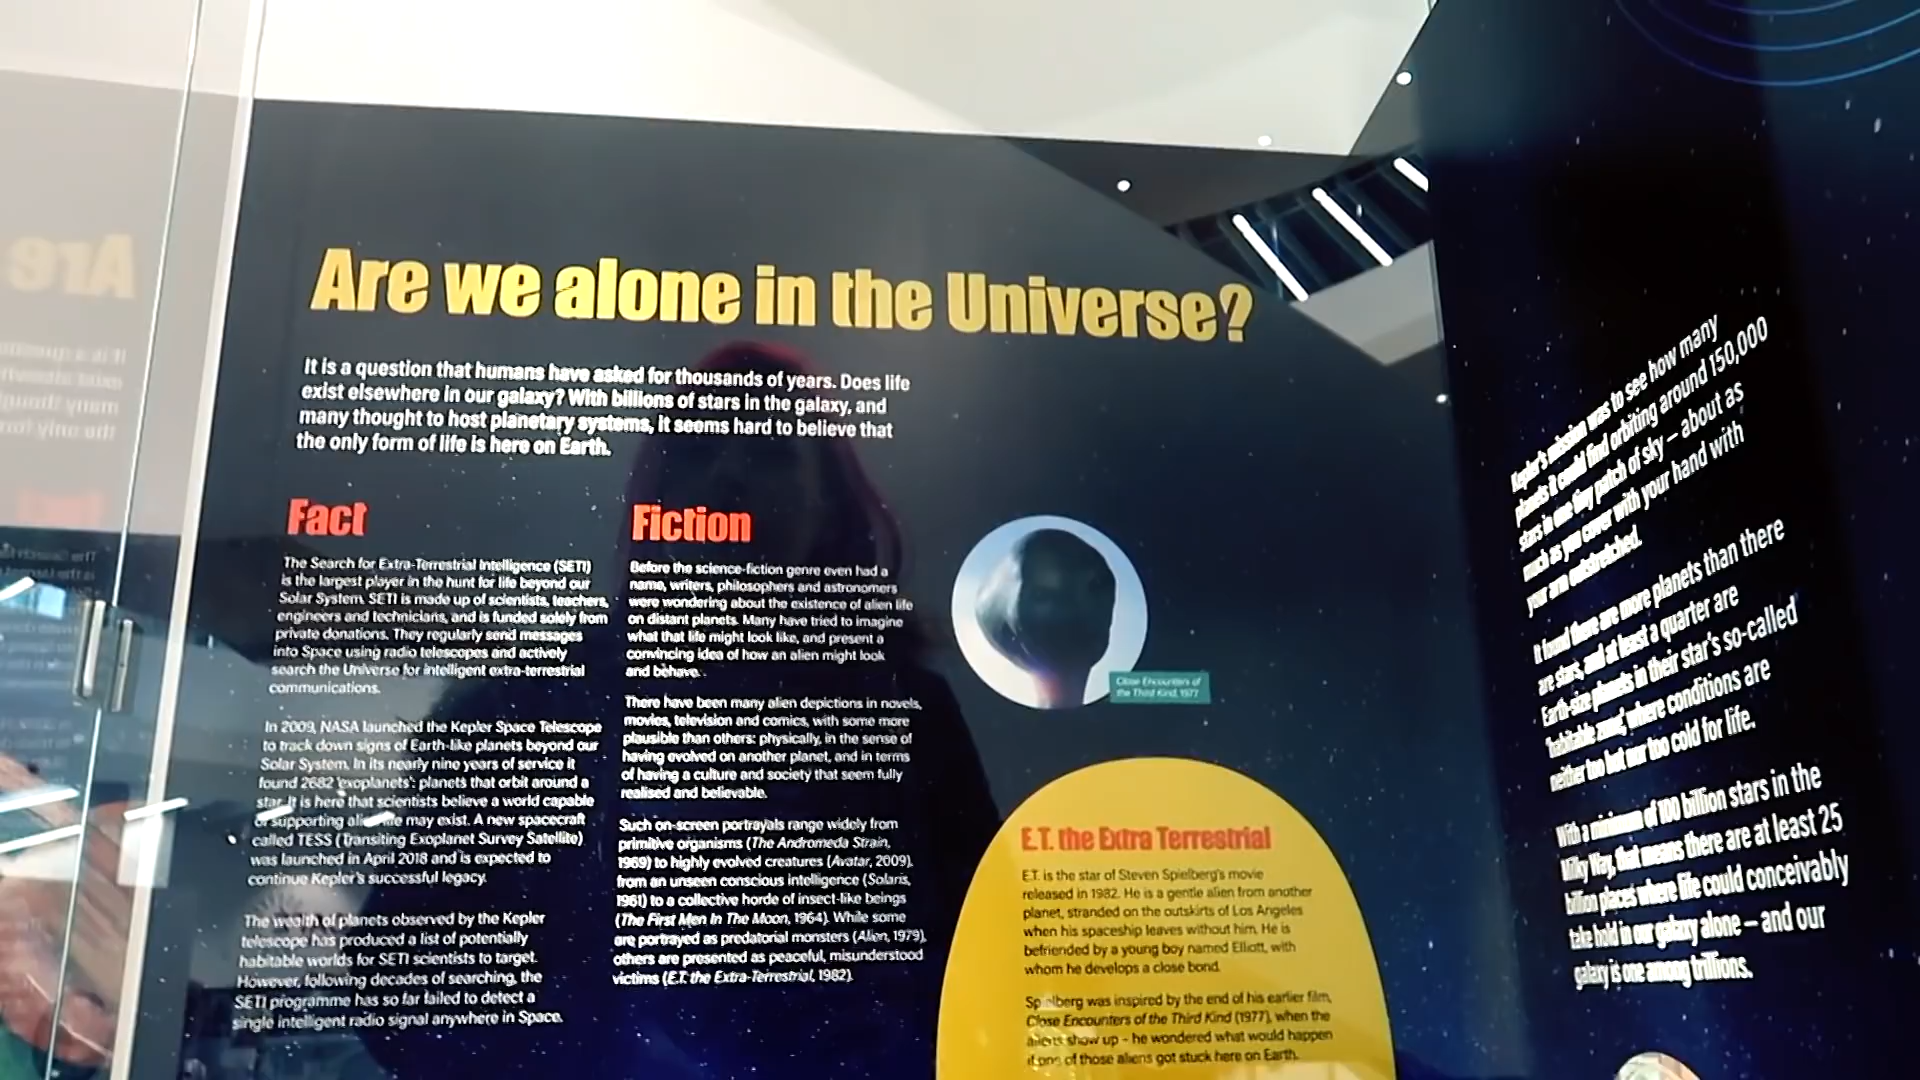 Are we alone in the Universe?
It is a question that humans have asked for thousands of years. Does life
exist elsewhere in our galaxy? With billions of stars in the galaxy, and
many thought to host planetary systems, it seems hard to believe that
the only form of life is here on Earth.
Fact
The Search for Extra-Terrestrial Intelligence (SETI)
is the largest player in the hunt for life beyond our
Solar System. SETI is made up of scientists, teachers,
engineers and technicians, and is funded solely from
private donations. They regularly send messages
into Space using radio telescopes and actively
search the Universe for intelligent extra-terrestrial
communications.
In 2009, NASA launched the Kepler Space Telescope
to track down signs of Earth-like planets beyond our
Solar System. In its nearly nine years of service it
found 2682 'exoplanets': planets that orbit around a
star. It is here that scientists believe a world capable
of supporting alien life may exist. A new spacecraft
called TESS (Transiting Exoplanet Survey Satellite)
was launched in April 2018 and is expected to
continue Kepler's successful legacy.
The wealth of planets observed by the Kepler
telescope has produced a list of potentially
habitable worlds for SETI scientists to target.
However, following decades of searching, the
SETI programme has so far failed to detect a
single intelligent radio signal anywhere in Space.
Fiction
Before the science-fiction genre even had a
name, writers, philosophers and astronomers
were wondering about the existence of alien life
on distant planets. Many have tried to imagine
what that life might look like, and present a
convincing idea of how an alien might look
and behave.
There have been many alien depictions in novels,
movies, television and comics, with some more
plausible than others: physically, in the sense of
having evolved on another planet, and in terms
of having a culture and society that seem fully
realised and believable.
Such on-screen portrayals range widely from
primitive organisms (The Andromeda Strain,
1969) to highly evolved creatures (Avatar, 2009),
from an unseen conscious intelligence (Solaris,
1961) to a collective horde of insect-like beings
(The First Men In The Moon, 1964). While some
are portrayed as predatorial monsters (Alien, 1979),
others are presented as peaceful, misunderstood
victims (E.T. the Extra-Terrestrial, 1982).
Close Encounters of
the Third Kind, 1977
E.T. the Extra Terrestrial
E.T. is the star of Steven Spielberg's movie
released in 1982. He is a gentle alien from another
planet, stranded on the outskirts of Los Angeles
when his spaceship leaves without him. He is
befriended by a young boy named Elliott, with
whom he develops a close bond.
Spielberg was inspired by the end of his earlier film,
Close Encounters of the Third Kind (1977), when the
aliens show up - he wondered what would happen
if one of those aliens got stuck here on Earth.
Kepler's mission was to see how many
planets it could find orbiting around 150,000
stars in one tiny patch of sky – about as
much as you cover with your hand with
your arm outstretched.
It found there are more planets than there
are stars, and at least a quarter are
Earth-size planets in their star's so-called
'habitable zone', where conditions are
neither too hot nor too cold for life.
With a minimum of 100 billion stars in the
Milky Way, that means there are at least 25
billion places where life could conceivably
take hold in our galaxy alone – and our
galaxy is one among trillions.